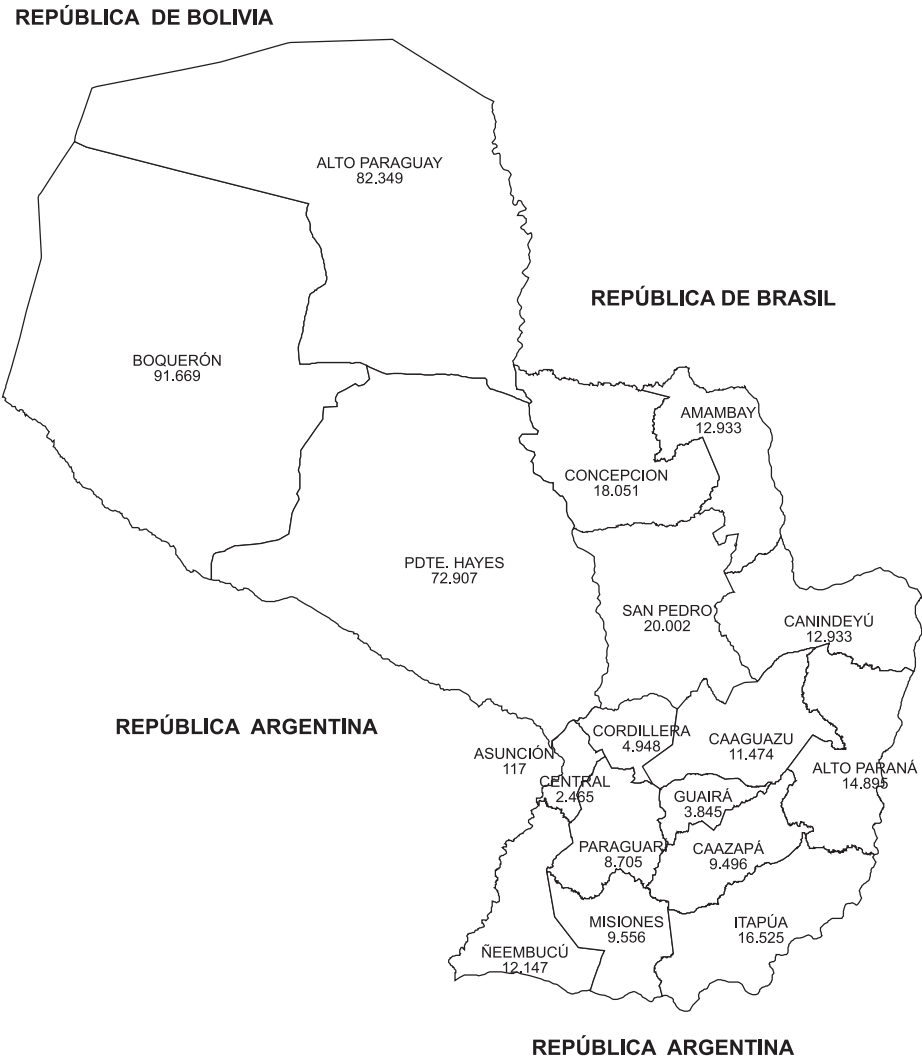 REPÚBLICA DE BOLIVIA
ALTO PARAGUAY
82.349
REPÚBLICA DE BRASIL
BOQUERÓN
91.669
AMAMBAY
12.933
CONCEPCION
18.051
PDTE. HAYES
72.907
SAN PEDRO
20.002
CANINDEYÚ
12.933
REPÚBLICA ARGENTINA
CORDILLERA
4.948
CAAGUAZU
11.474
ASUNCIÓN
117
ALTO PARANÁ
14.895
CENTRAL
2.465
GUAIRÁ
3.845
PARAGUARI
8.705
CAAZAPÁ
9.496
MISIONES
9.556
ITAPÚA
16.525
ÑEEMBUCÚ
12.147
REPÚBLICA ARGENTINA